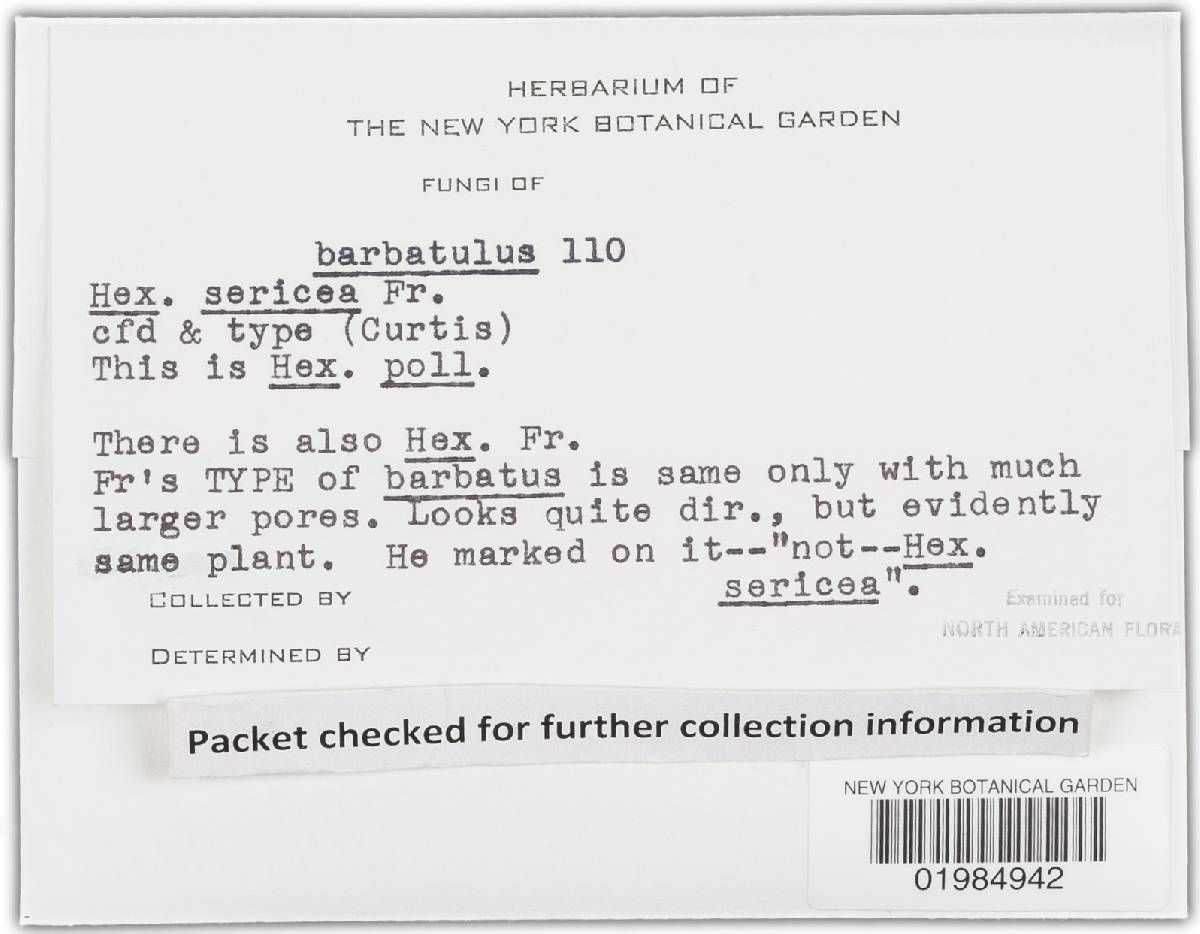 HERBARIUM OF
THE NEW YORK BOTANICAL GARDEN
FUNGI OF
barbatulus 110
Hex. sericea Fr.
cfd & type (Curtis)
This is Hex. poll.
There is also Hex. Fr.
Fr's TYPE of barbatus is same only with much
larger pores. Looks quite dir., but evidently
same plant. He marked on it--"not--Hex.
sericea".
COLLECTED BY
Examined for
NORTH AMERICAN FLORA
DETERMINED BY
Packet checked for further collection information
NEW YORK BOTANICAL GARDEN
01984942